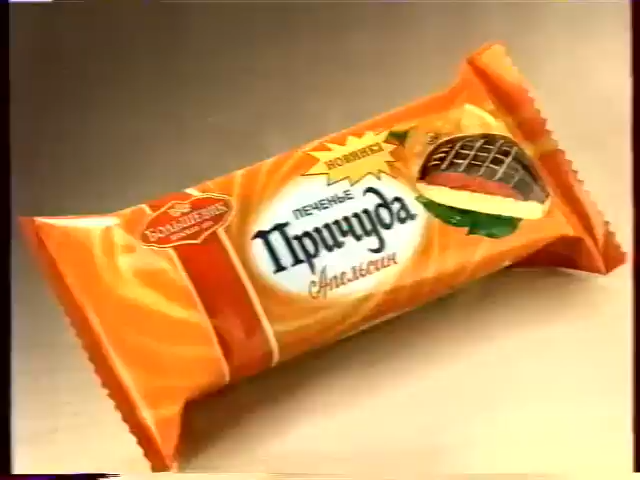 НОВИНКА
БОЛЬШЕВИК
ПЕЧЕНЬЕ
Причуда
Апельсин